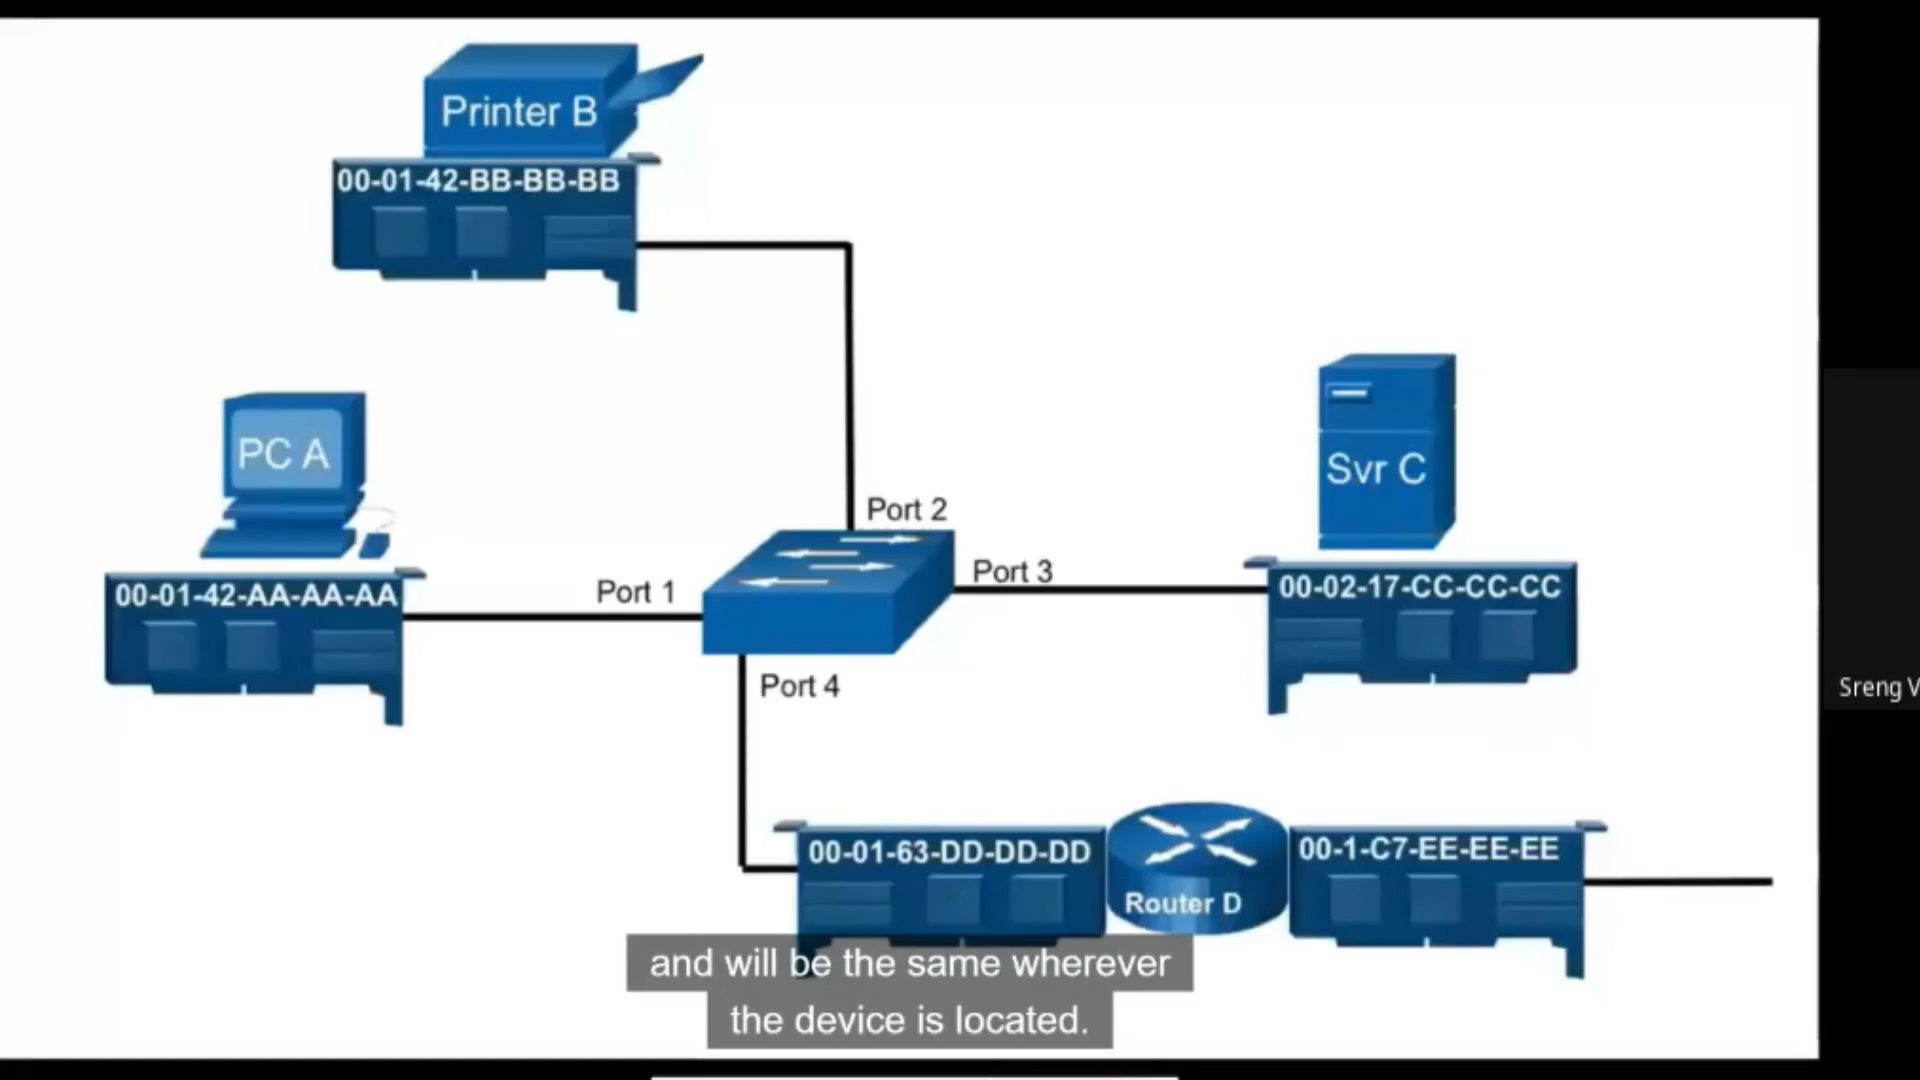 Printer B
00-01-42-BB-BB-BB
PC A
00-01-42-AA-AA-AA
Port 1
Port 2
Port 3
Port 4
Svr C
00-02-17-CC-CC-CC
00-01-63-DD-DD-DD
Router D
00-1-C7-EE-EE-EE
and will be the same wherever
the device is located.
Sreng V